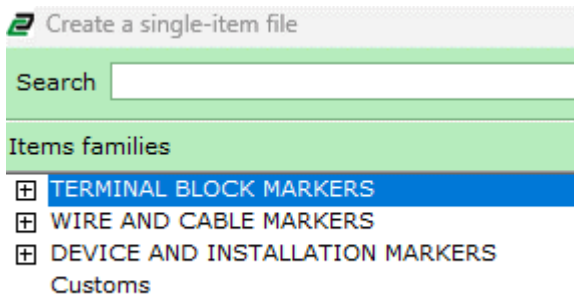 Create a single-item file
Search
Items families
TERMINAL BLOCK MARKERS
WIRE AND CABLE MARKERS
DEVICE AND INSTALLATION MARKERS
Customs